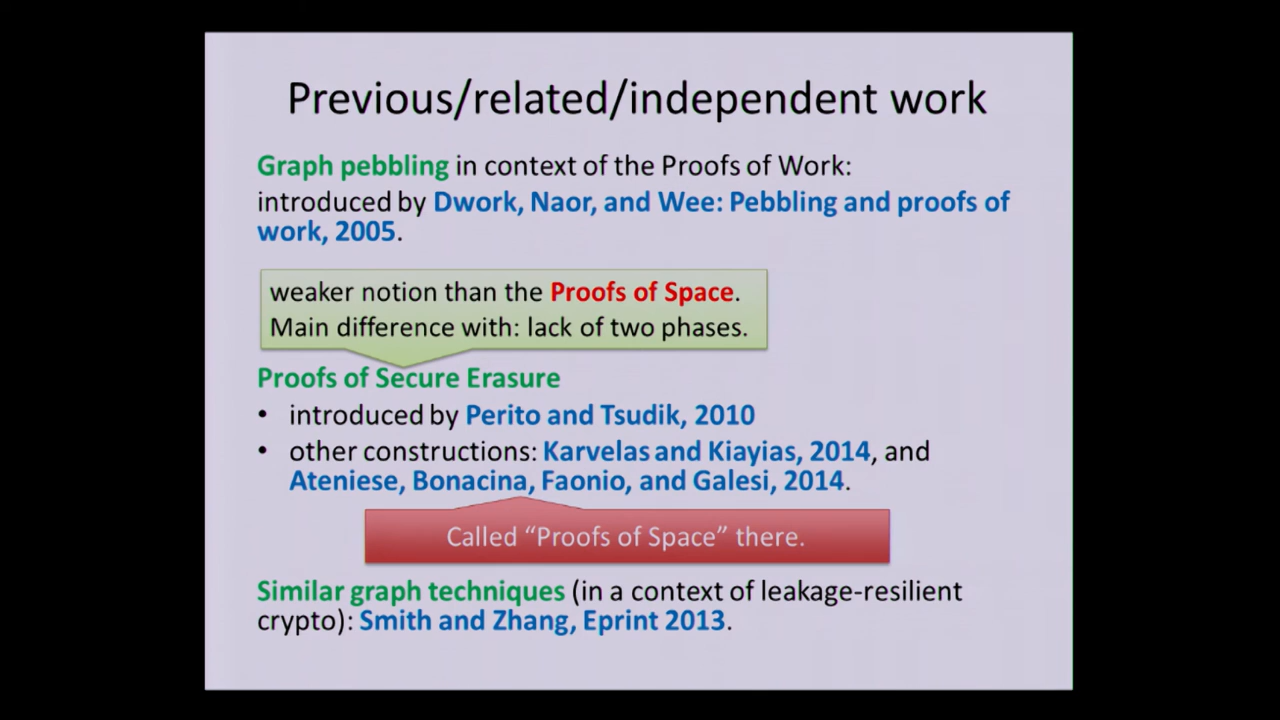 Previous/related/independent work
Graph pebbling in context of the Proofs of Work:
introduced by Dwork, Naor, and Wee: Pebbling and proofs of
work, 2005.
weaker notion than the Proofs of Space.
Main difference with: lack of two phases.
Proofs of Secure Erasure
• introduced by Perito and Tsudik, 2010
• other constructions: Karvelas and Kiayias, 2014, and
Ateniese, Bonacina, Faonio, and Galesi, 2014.
Called “Proofs of Space” there.
Similar graph techniques (in a context of leakage-resilient
crypto): Smith and Zhang, Eprint 2013.